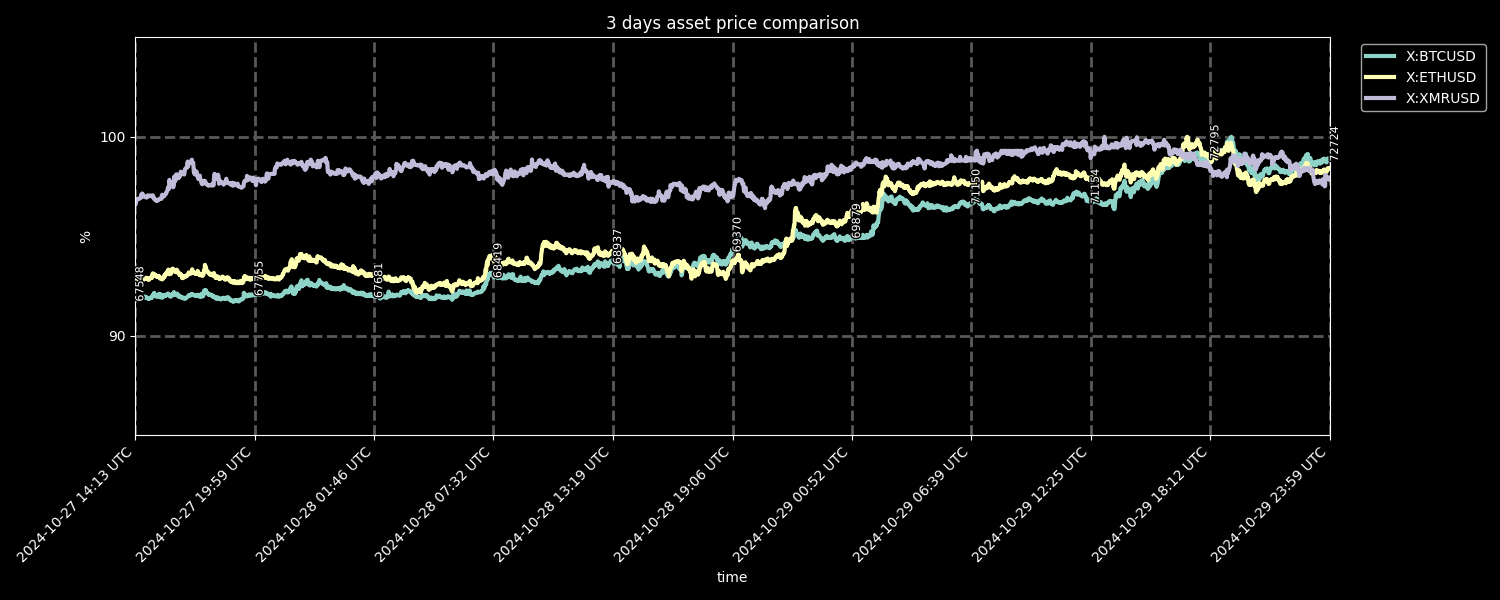 3 days asset price comparison
X:BTCUSD
X:ETHUSD
X:XMRUSD
100
90
%
67548
67755
67681
68419
68937
69370
69879
71150
71154
72795
72724
2024-10-27 14:13 UTC
2024-10-27 19:59 UTC
2024-10-28 01:46 UTC
2024-10-28 07:32 UTC
2024-10-28 13:19 UTC
2024-10-28 19:06 UTC
2024-10-29 00:52 UTC
2024-10-29 06:39 UTC
2024-10-29 12:25 UTC
2024-10-29 18:12 UTC
2024-10-29 23:59 UTC
time